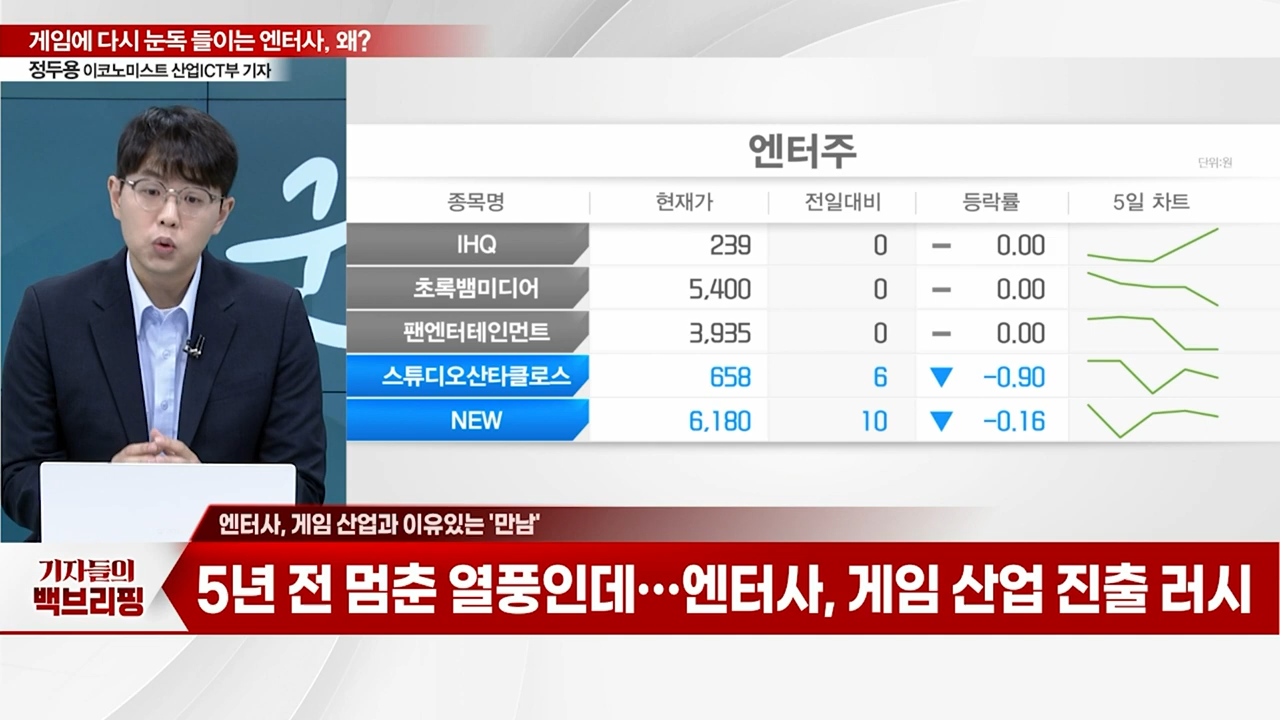 게임에 다시 눈독 들이는 엔터사, 왜?
정두용 이코노미스트 산업ICT부 기자
엔터주
단위:원
종목명 현재가 전일대비 등락률 5일 차트
IHQ 239 0 − 0.00
초록뱀미디어 5,400 0 − 0.00
팬엔터테인먼트 3,935 0 − 0.00
스튜디오산타클로스 658 6 ▼ −0.90
NEW 6,180 10 ▼ −0.16
엔터사, 게임 산업과 이유있는 '만남'
기자들의
백브리핑
5년 전 멈춘 열풍인데…엔터사, 게임 산업 진출 러시